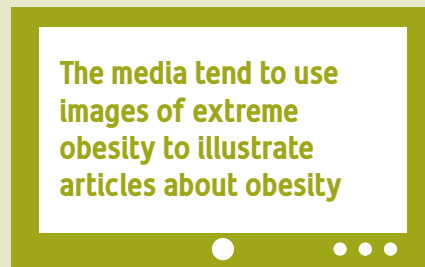 The media tend to use
images of extreme
obesity to illustrate
articles about obesity